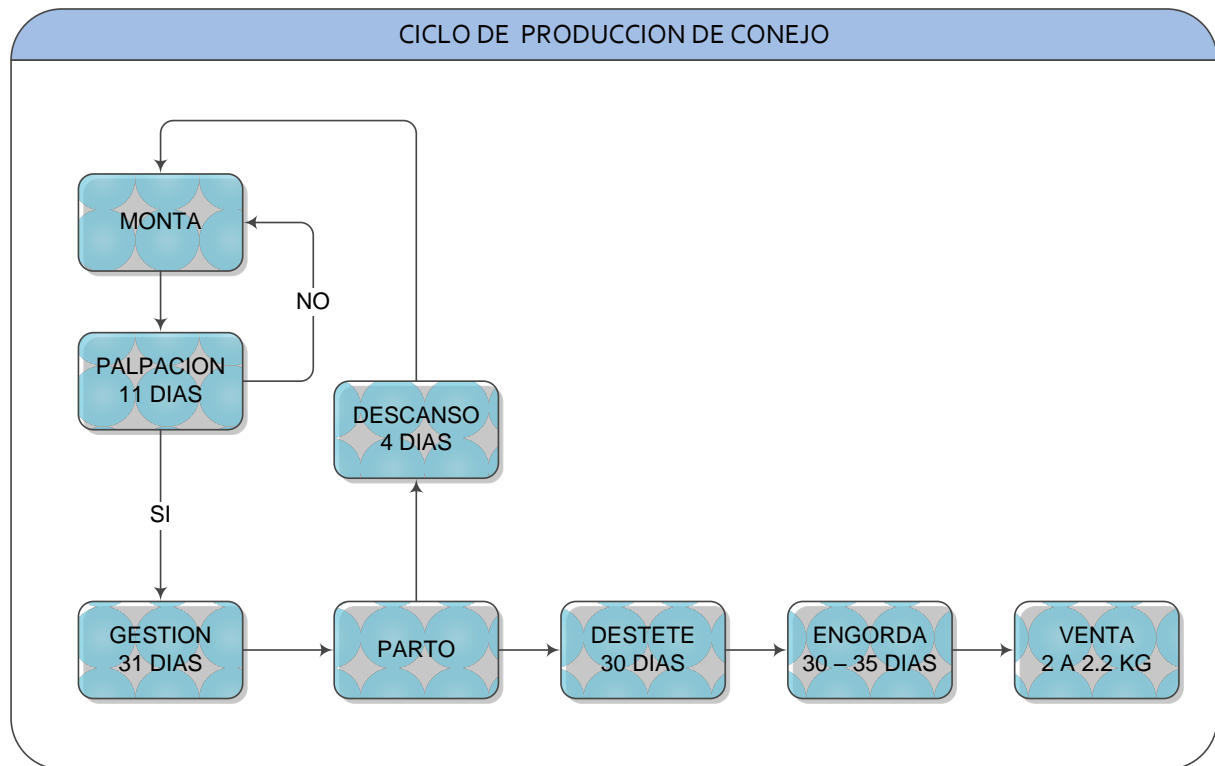 CICLO DE PRODUCCION DE CONEJO
MONTA
NO
PALPACION
11 DIAS
DESCANSO
4 DIAS
SI
GESTION
31 DIAS
PARTO
DESTETE
30 DIAS
ENGORDA
30 – 35 DIAS
VENTA
2 A 2.2 KG